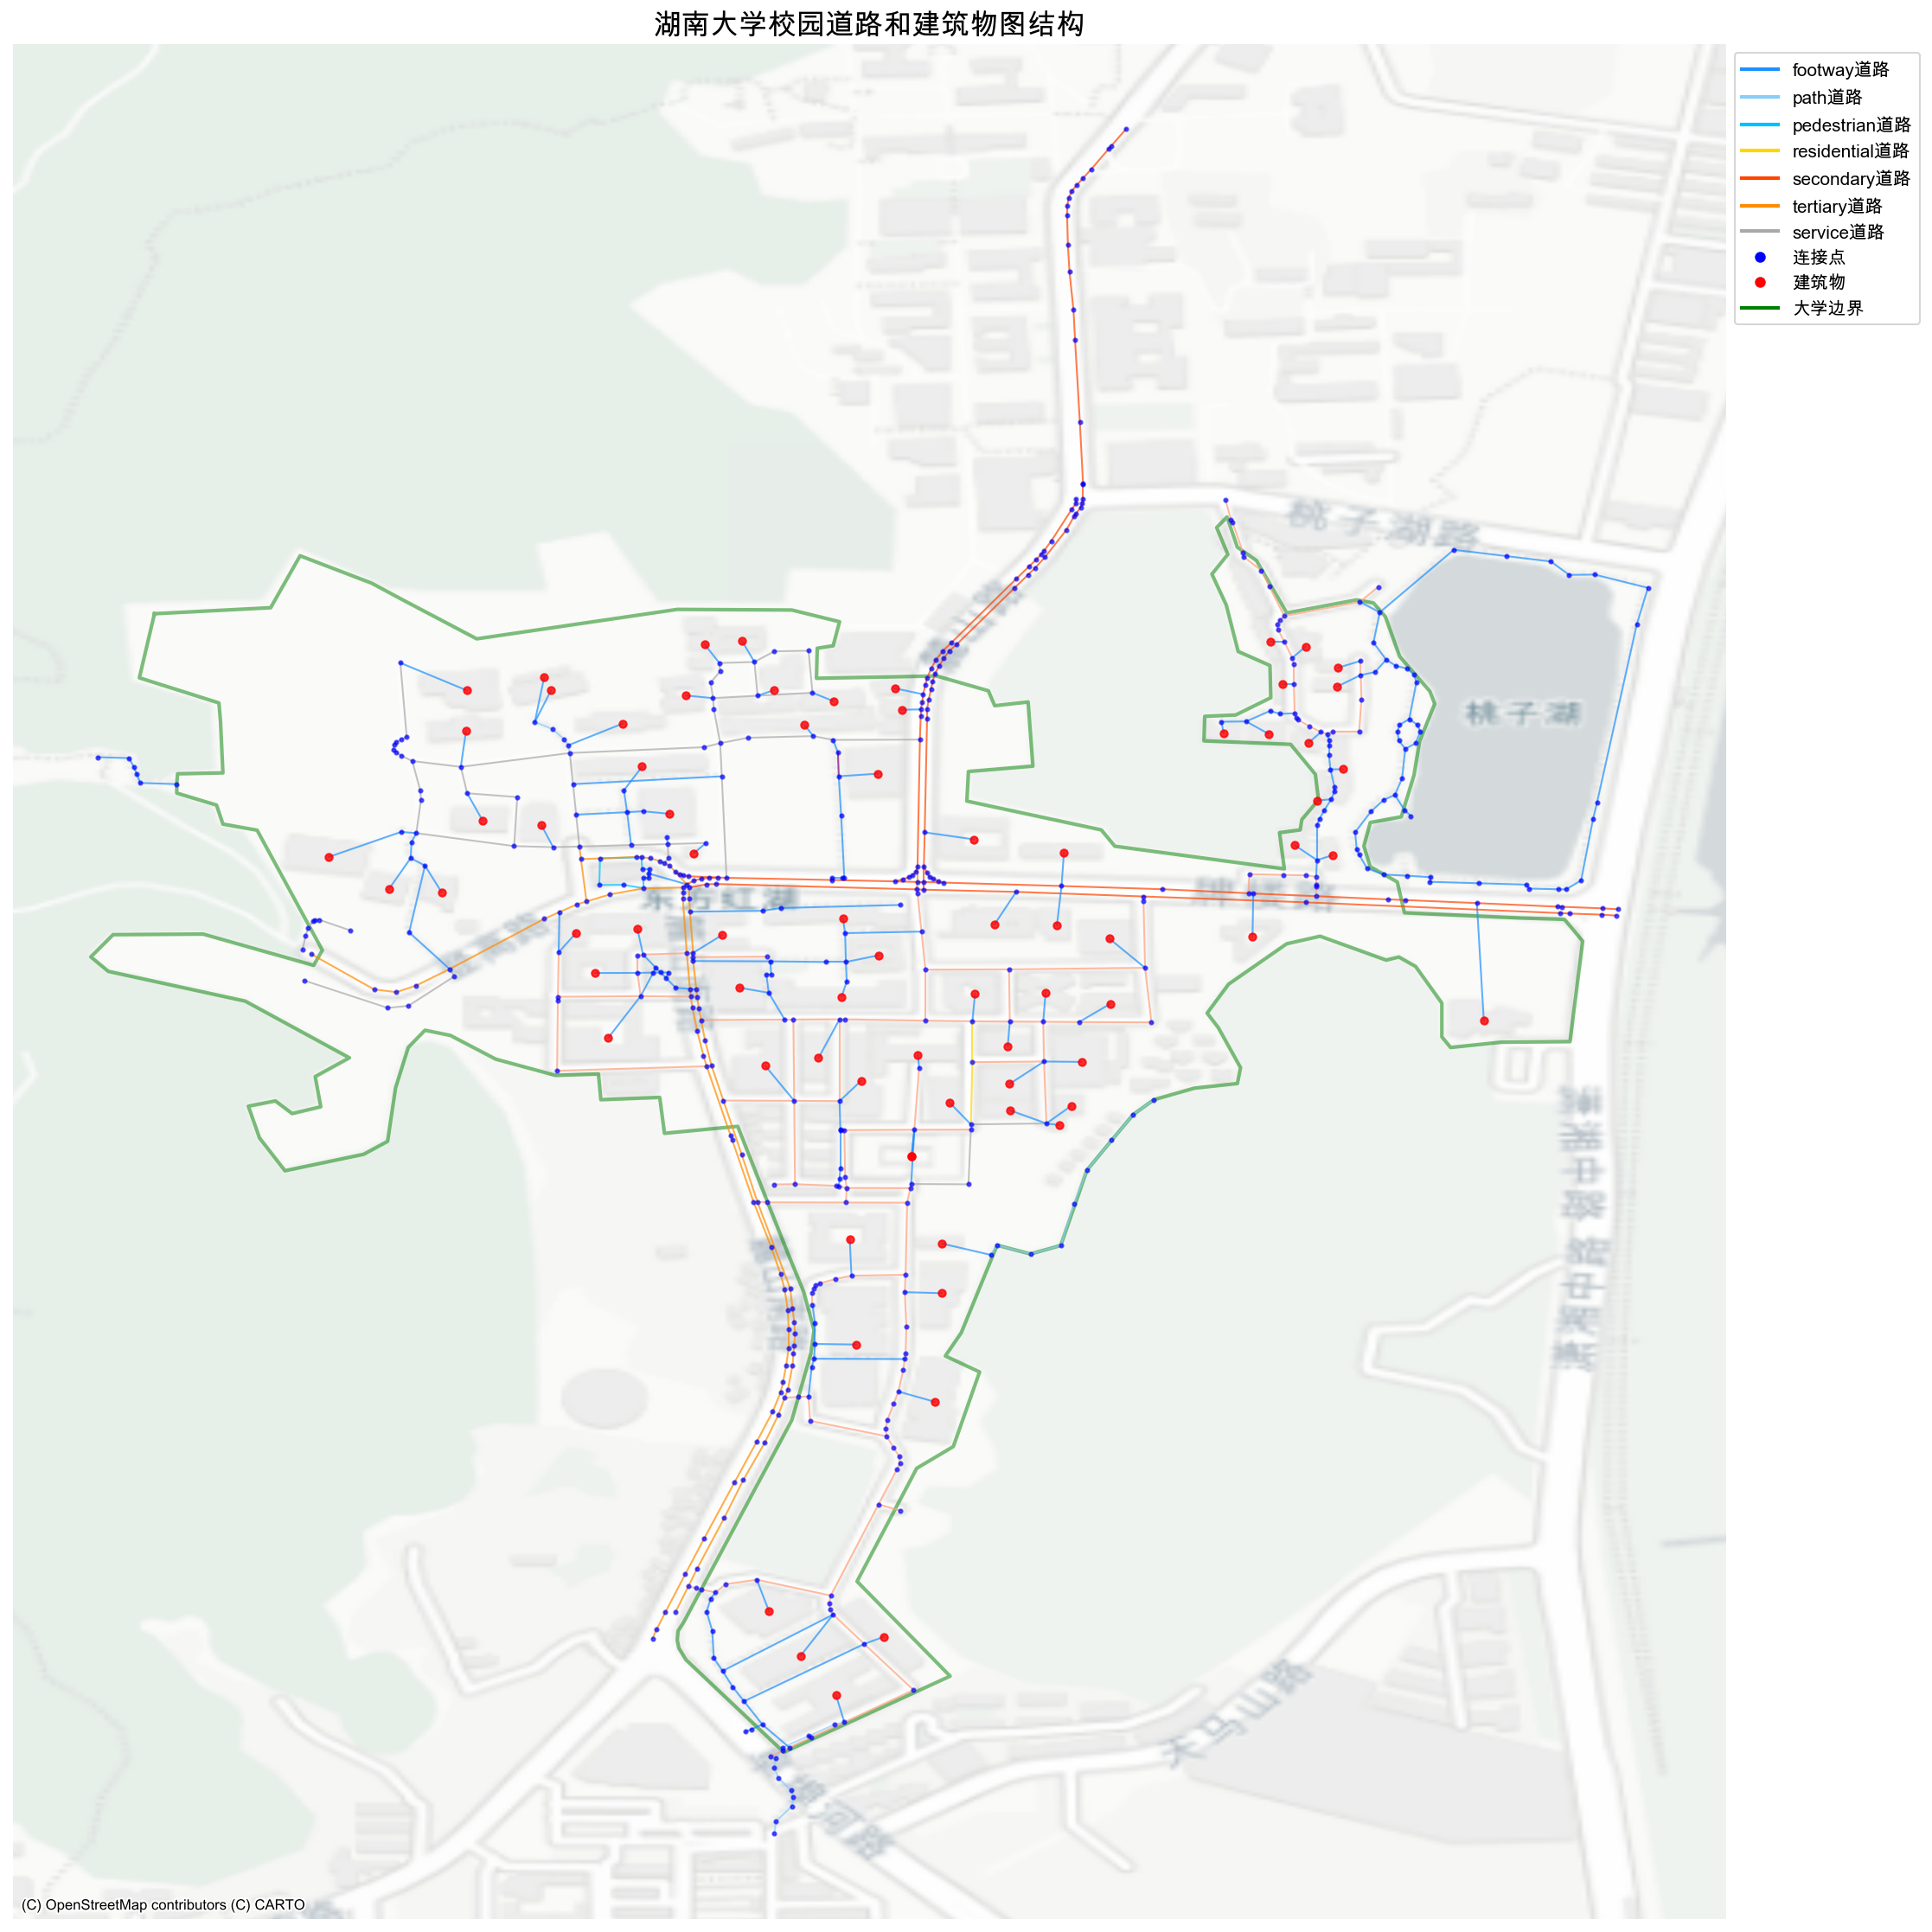 湖南大学校园道路和建筑物图结构
footway道路
path道路
pedestrian道路
residential道路
secondary道路
tertiary道路
service道路
连接点
建筑物
大学边界
桃子湖路
桃子湖
东方红湖
天马山路
(C) OpenStreetMap contributors (C) CARTO